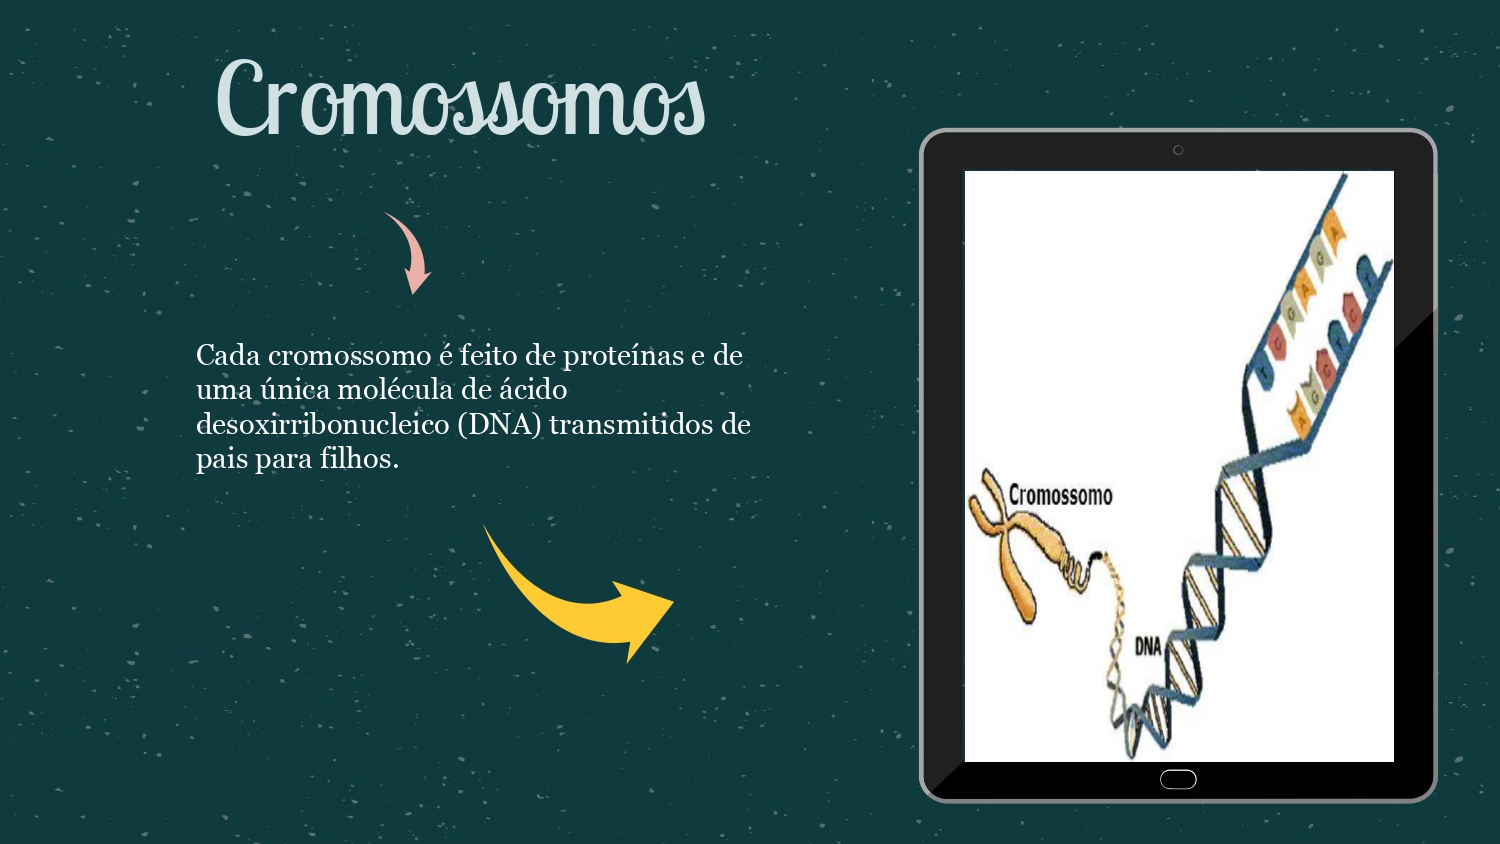 Cromossomos
Cada cromossomo é feito de proteínas e de
uma única molécula de ácido
desoxirribonucleico (DNA) transmitidos de
pais para filhos.
Cromossomo
DNA
A
G
A
G
C
T
T
C
T
C
G
A